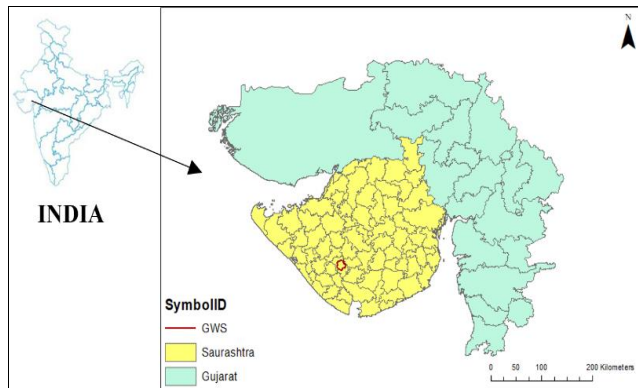 N
INDIA
SymbolID
GWS
Saurashtra
Gujarat
0 50 100 200 Kilometers